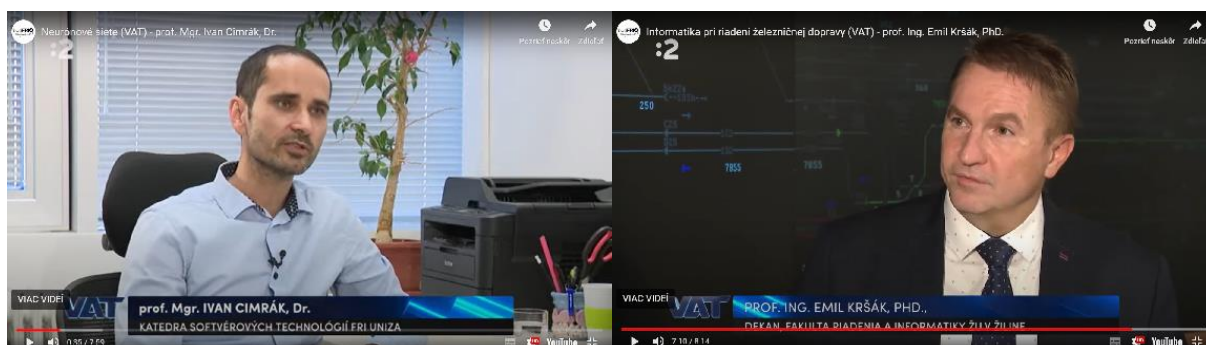 Neurónové siete (VAT) - prof. Mgr. Ivan Cimrák, Dr.
Pozrieť neskôr Zdieľať
:2
VIAC VIDEÍ
VAT
prof. Mgr. IVAN CIMRÁK, Dr.
KATEDRA SOFTVÉROVÝCH TECHNOLÓGIÍ FRI UNIZA
0:35 / 7:59
YouTube
Informatika pri riadení železničnej dopravy (VAT) - prof. Ing. Emil Kršák, PhD.
Pozrieť neskôr Zdieľať
:2
250
7855
7855
VIAC VIDEÍ
VAT
PROF. ING. EMIL KRŠÁK, PHD.,
DEKAN, FAKULTA RIADENIA A INFORMATIKY ŽU V ŽILINE
7:10 / 8:14
YouTube